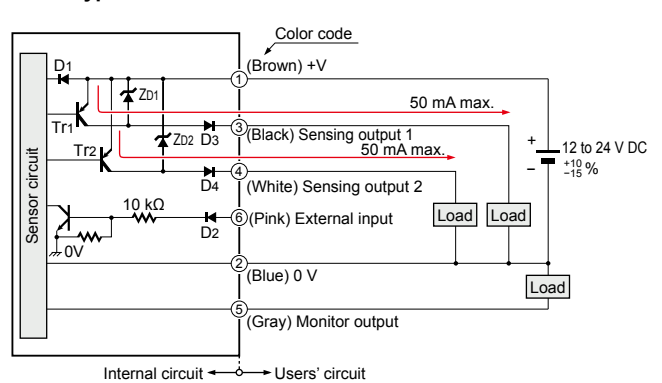 Color code
D1
(Brown) +V
1
ZD1
50 mA max.
Tr1
D3
3
(Black) Sensing output 1
ZD2
50 mA max.
Tr2
+
12 to 24 V DC
− +10 −15 %
D4
4
(White) Sensing output 2
Sensor circuit
10 kΩ
D2
6
(Pink) External input
Load
Load
0V
2
(Blue) 0 V
Load
5
(Gray) Monitor output
Internal circuit
Users' circuit